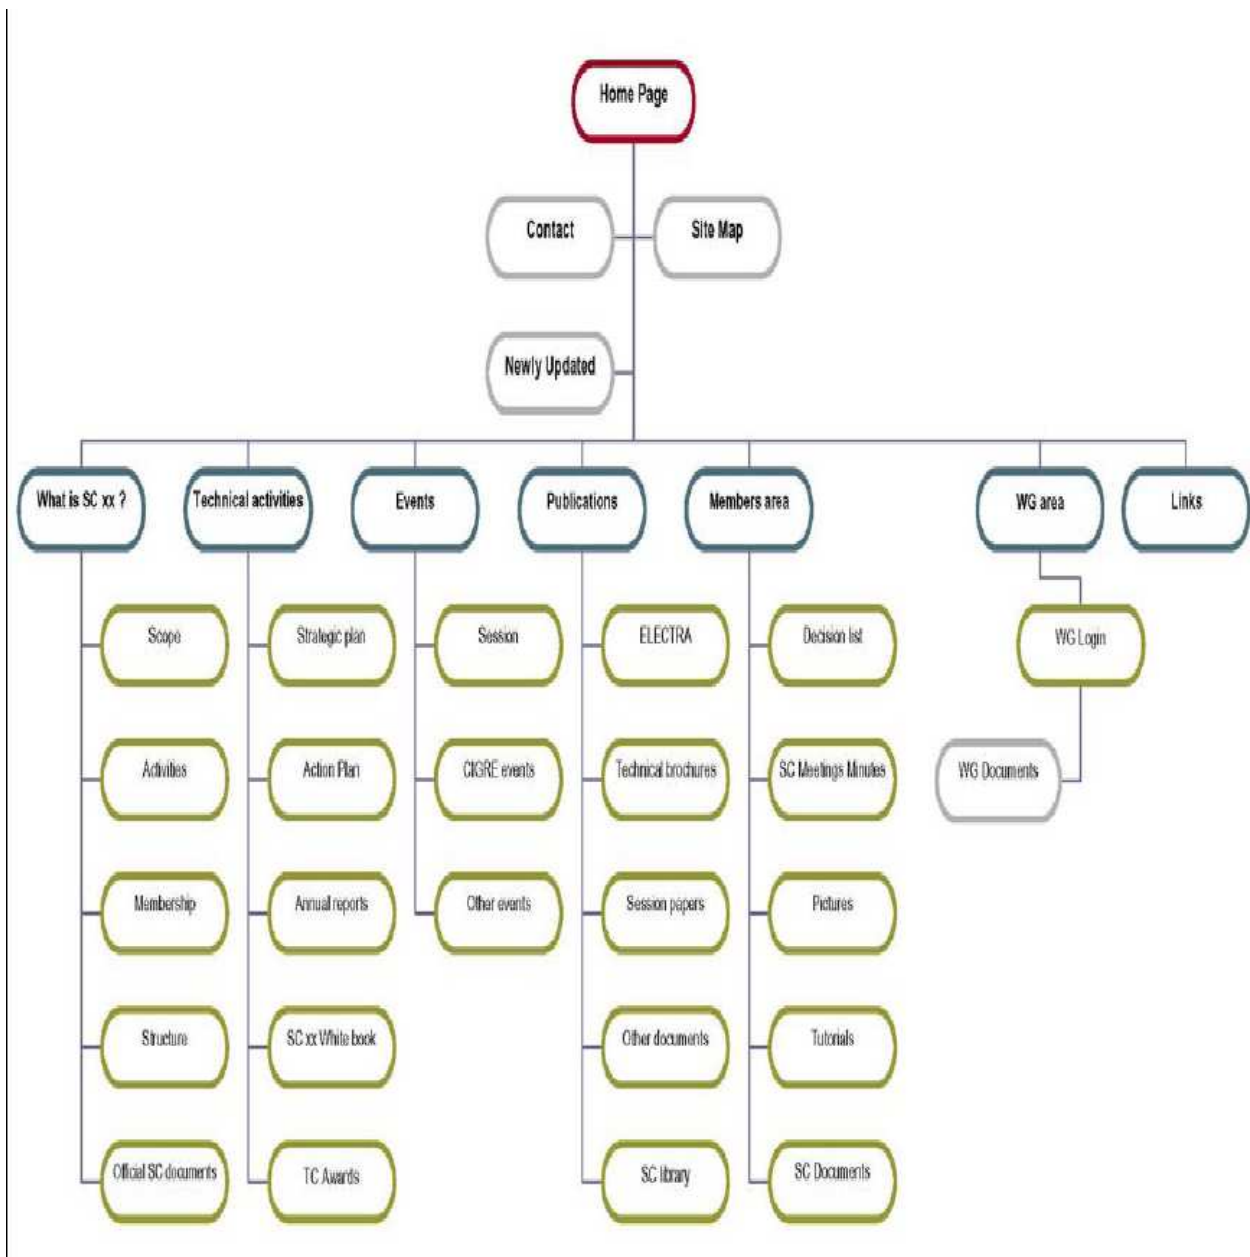 Home Page
Contact
Site Map
Newly Updated
What is SC xx ?
Technical activities
Events
Publications
Members area
WG area
Links
Scope
Strategic plan
Session
ELECTRA
Decision list
WG Login
Activities
Action Plan
CIGRE events
Technical brochures
SC Meetings Minutes
WG Documents
Membership
Annual reports
Other events
Session papers
Pictures
Structure
SC xx White book
Other documents
Tutorials
Official SC documents
TC Awards
SC library
SC Documents